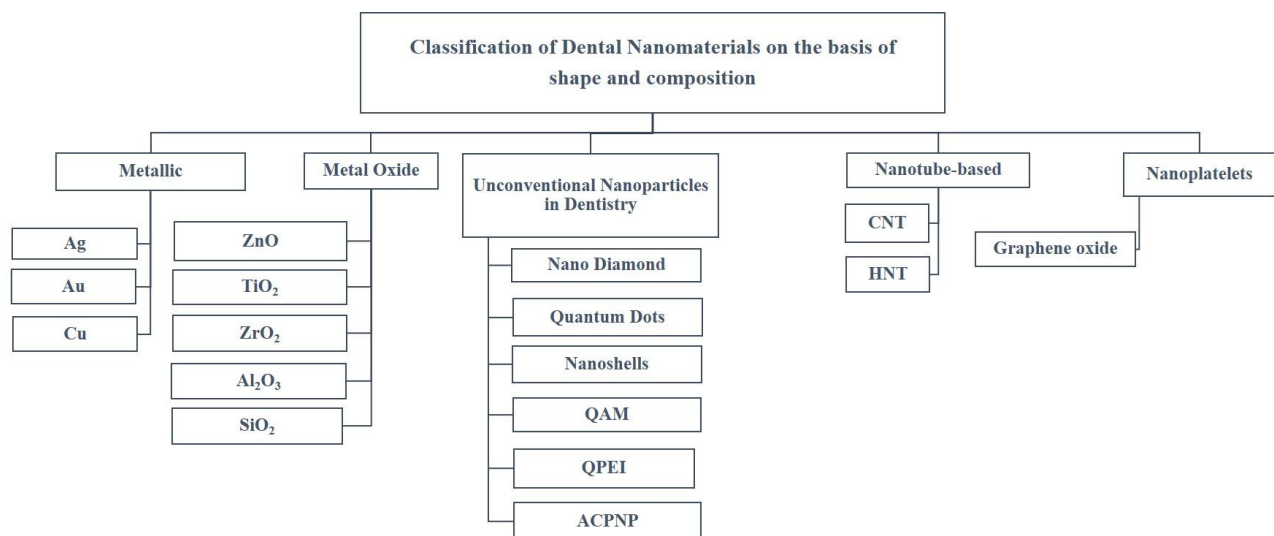 Classification of Dental Nanomaterials on the basis of
shape and composition
Metallic
Ag
Au
Cu
Metal Oxide
ZnO
TiO₂
ZrO₂
Al₂O₃
SiO₂
Unconventional Nanoparticles
in Dentistry
Nano Diamond
Quantum Dots
Nanoshells
QAM
QPEI
ACPNP
Nanotube-based
CNT
HNT
Nanoplatelets
Graphene oxide